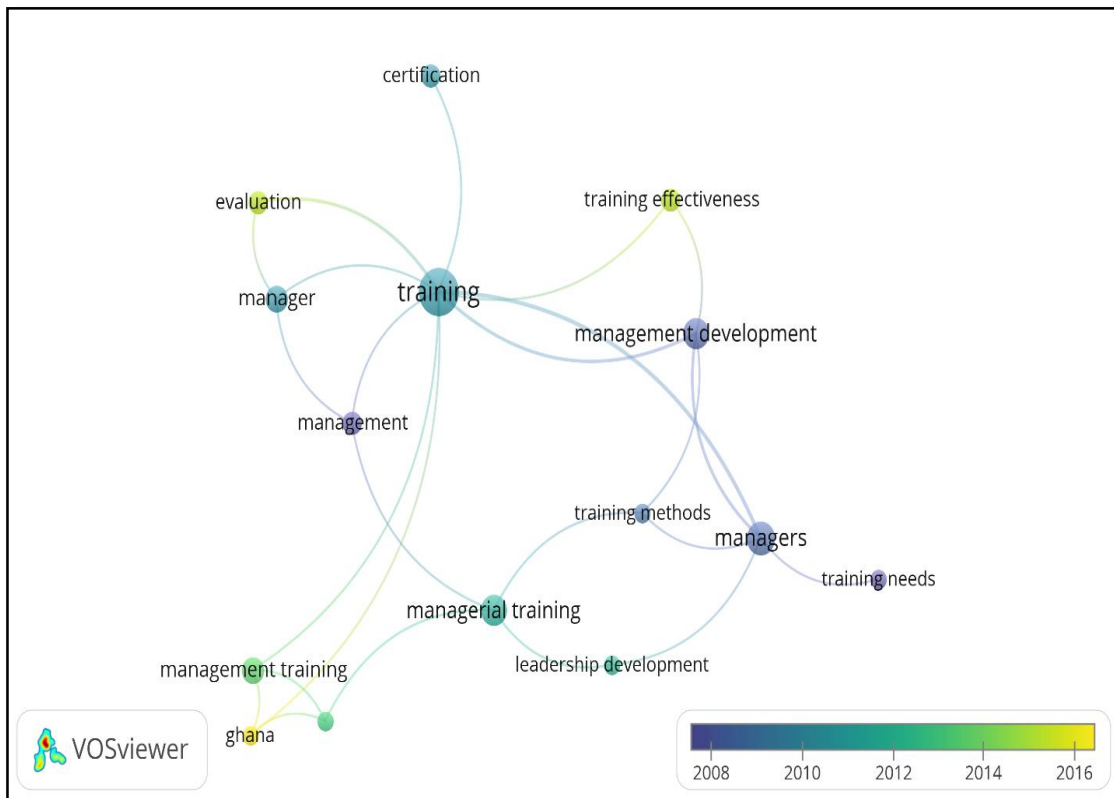 certification
evaluation
training effectiveness
manager
training
management development
management
training methods
managers
training needs
managerial training
leadership development
management training
ghana
VOSviewer
2008 2010 2012 2014 2016